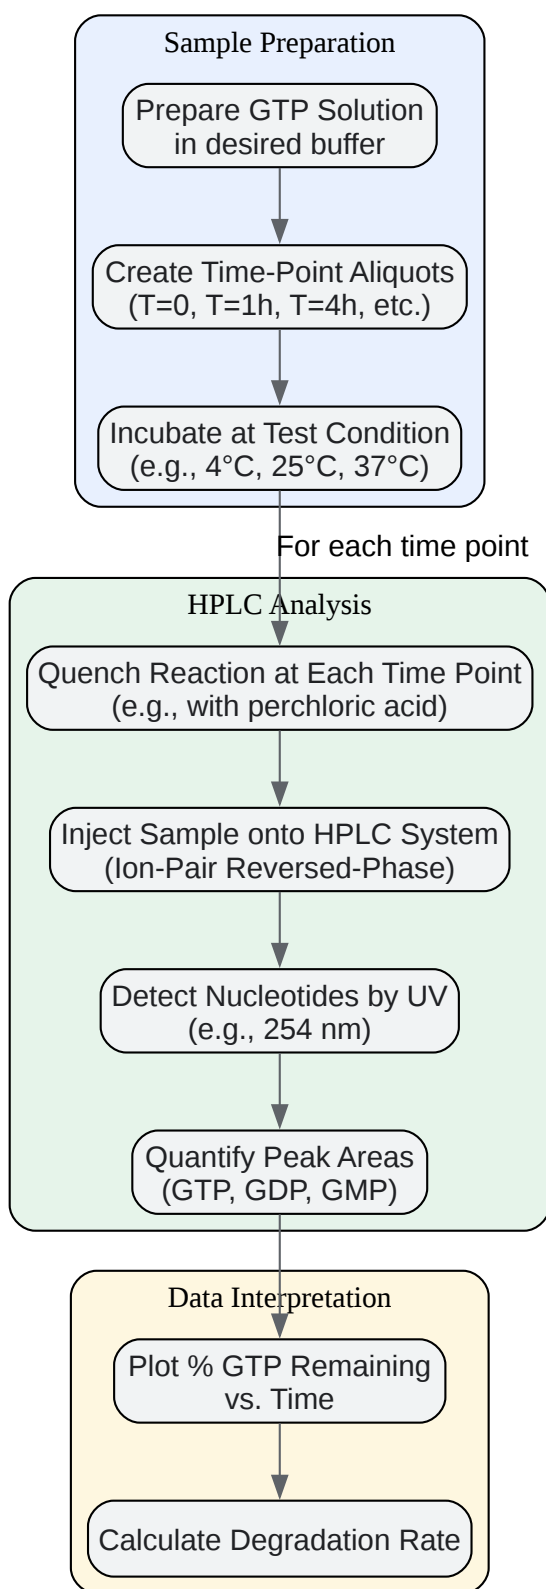 Sample Preparation
Prepare GTP Solution
in desired buffer
Create Time-Point Aliquots
(T=0, T=1h, T=4h, etc.)
Incubate at Test Condition
(e.g., 4°C, 25°C, 37°C)
For each time point
HPLC Analysis
Quench Reaction at Each Time Point
(e.g., with perchloric acid)
Inject Sample onto HPLC System
(Ion-Pair Reversed-Phase)
Detect Nucleotides by UV
(e.g., 254 nm)
Quantify Peak Areas
(GTP, GDP, GMP)
Data Interpretation
Plot % GTP Remaining
vs. Time
Calculate Degradation Rate